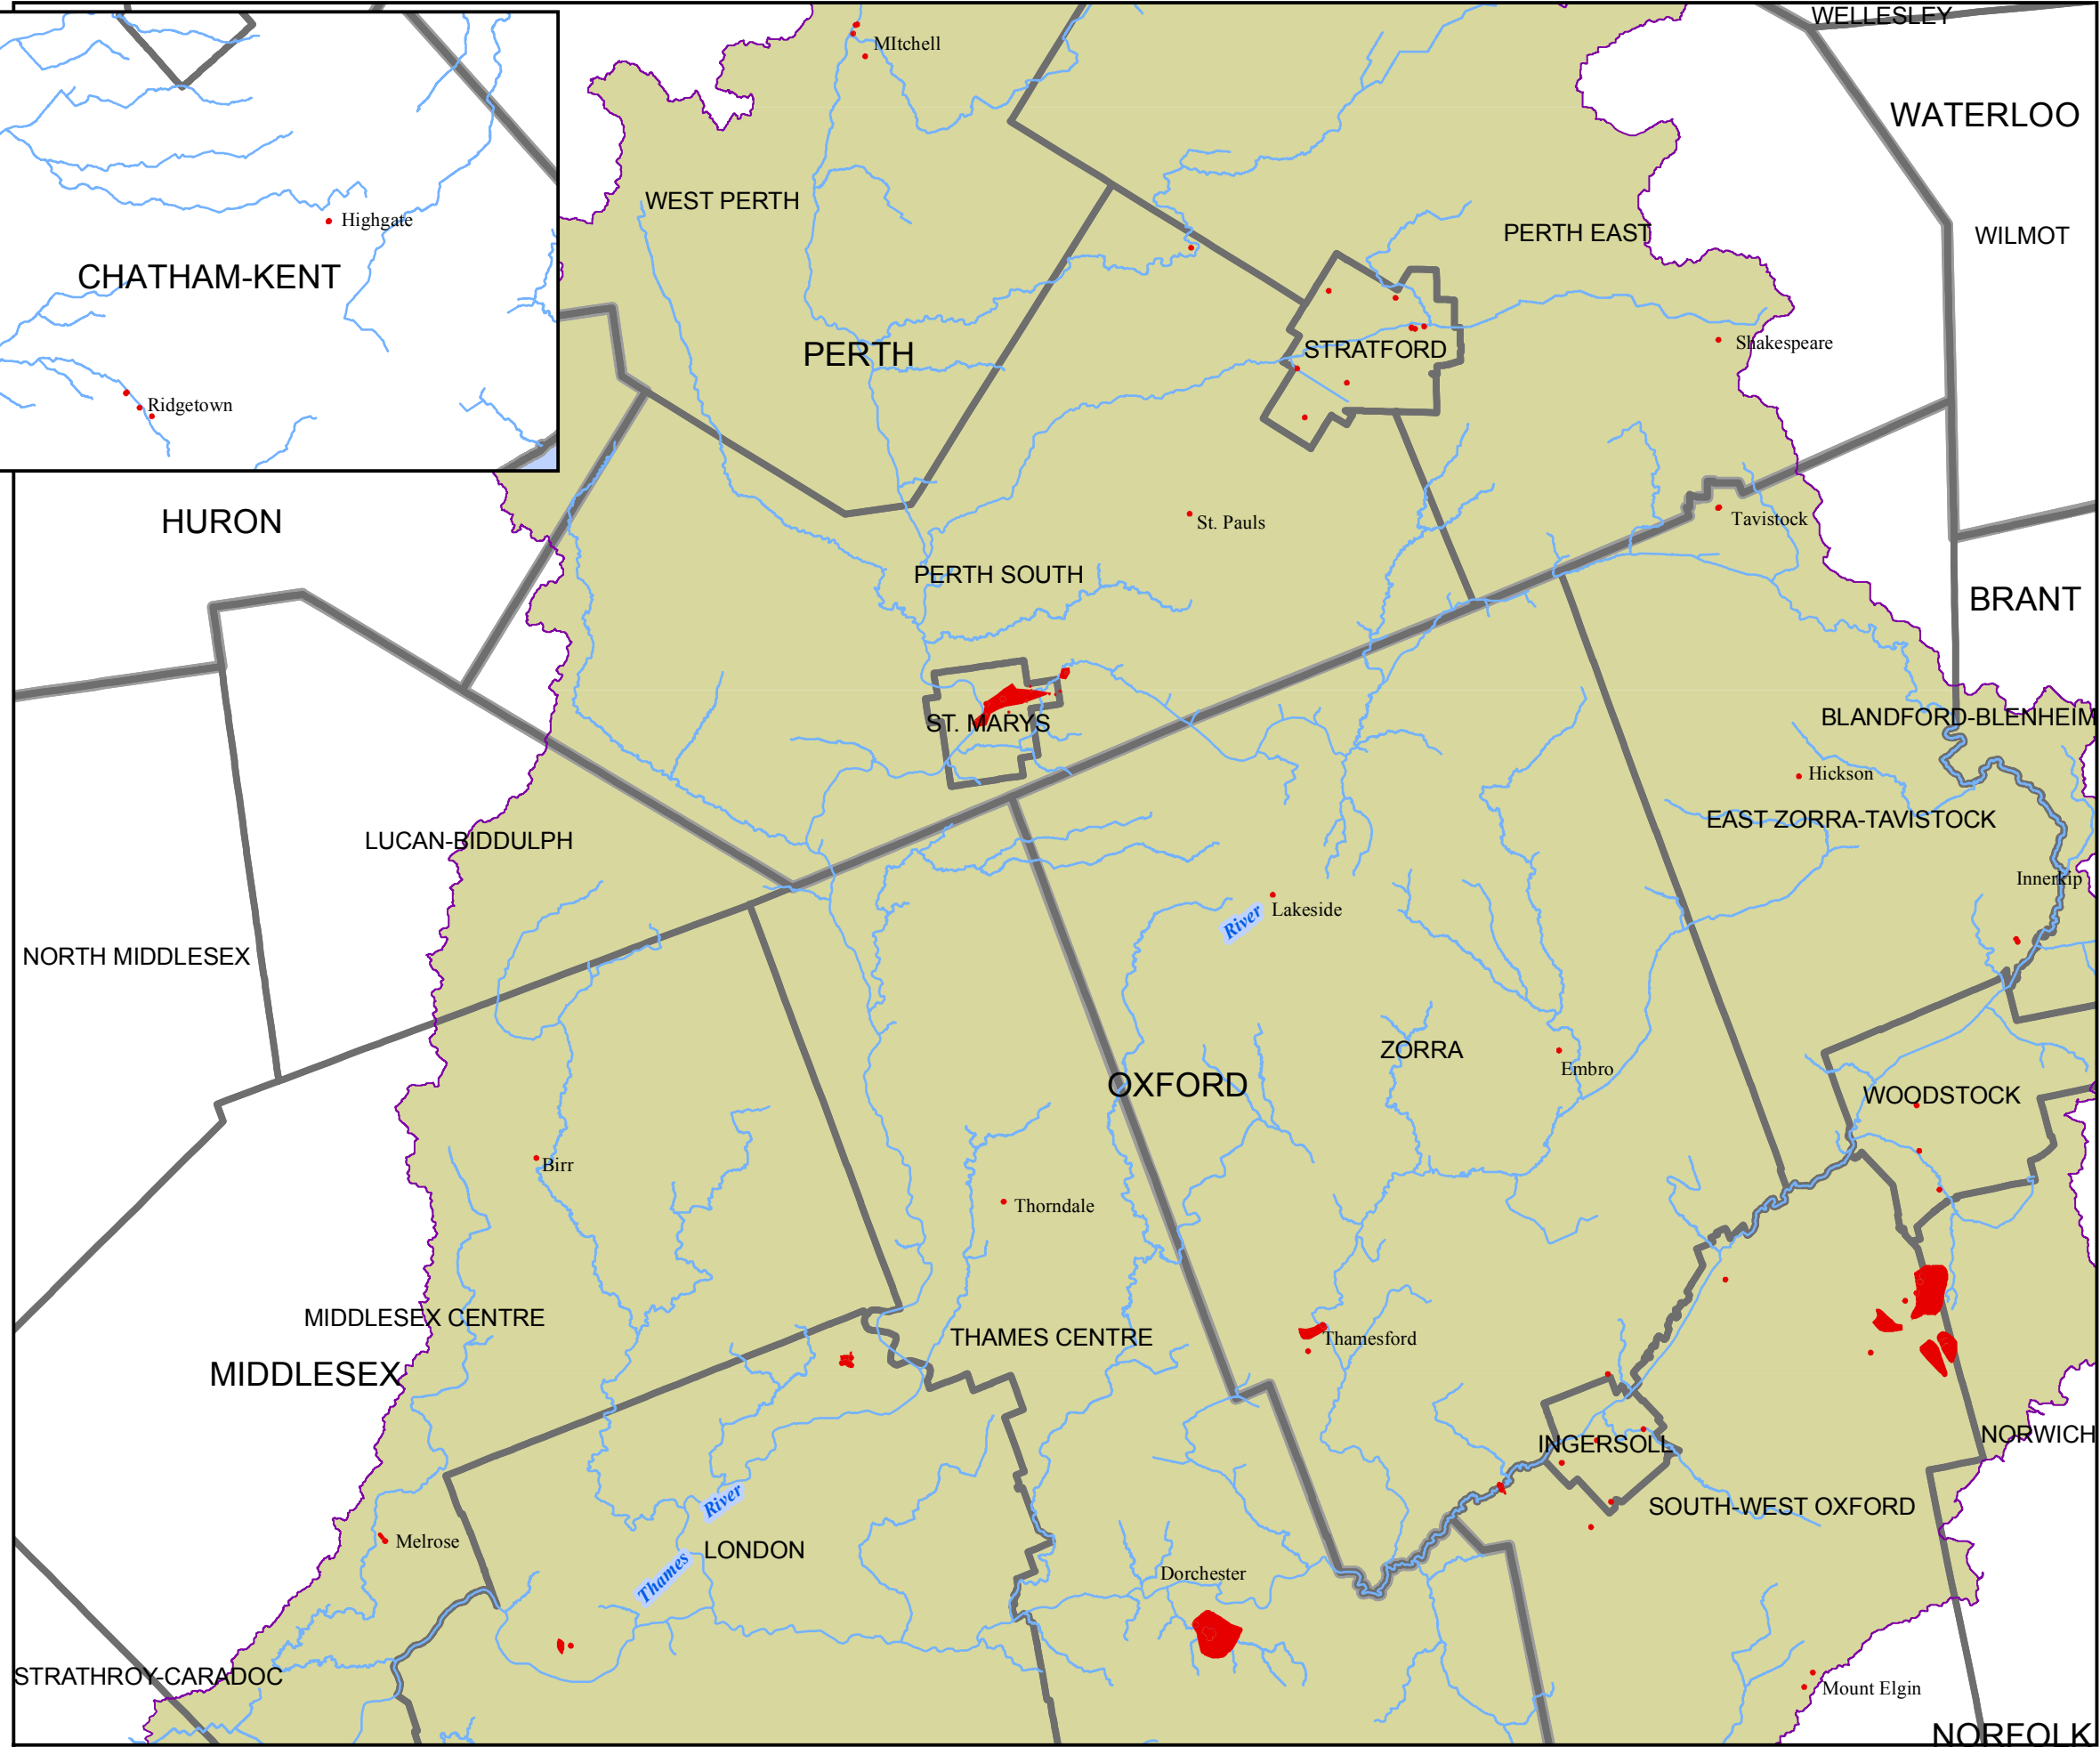 WELLESLEY
MItchell
WATERLOO
WEST PERTH
Highgate
PERTH EAST
WILMOT
CHATHAM-KENT
Shakespeare
PERTH
STRATFORD
Ridgetown
HURON
St. Pauls
Tavistock
PERTH SOUTH
BRANT
ST. MARYS
BLANDFORD-BLENHEIM
Hickson
EAST ZORRA-TAVISTOCK
LUCAN-BIDDULPH
Innerkip
Lakeside
River
NORTH MIDDLESEX
ZORRA
Embro
OXFORD
WOODSTOCK
Birr
Thorndale
MIDDLESEX CENTRE
THAMES CENTRE
Thamesford
MIDDLESEX
NORWICH
INGERSOLL
River
SOUTH-WEST OXFORD
Melrose
LONDON
Thames
Dorchester
STRATHROY-CARADOC
Mount Elgin
NORFOLK